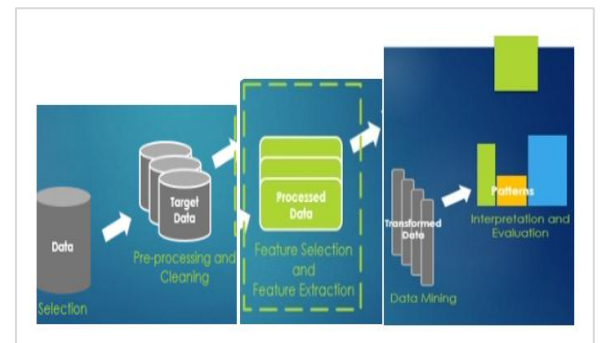 Data
Selection
Target
Data
Pre-processing and
Cleaning
Processed
Data
Feature Selection
and
Feature Extraction
Transformed
Data
Data Mining
Patterns
Interpretation and
Evaluation